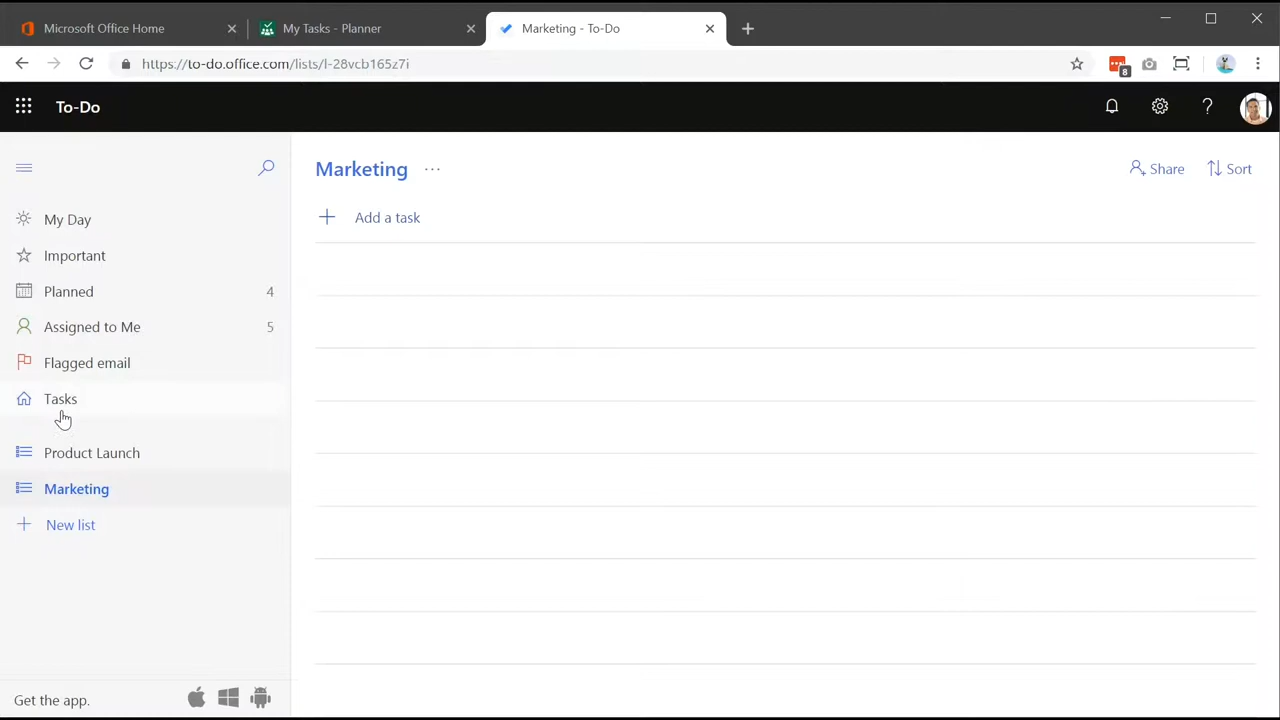 Microsoft Office Home
My Tasks - Planner
Marketing - To-Do
https://to-do.office.com/lists/l-28vcb165z7i
8
To-Do
Marketing ...
Share
Sort
Add a task
My Day
Important
Planned 4
Assigned to Me 5
Flagged email
Tasks
Product Launch
Marketing
New list
Get the app.